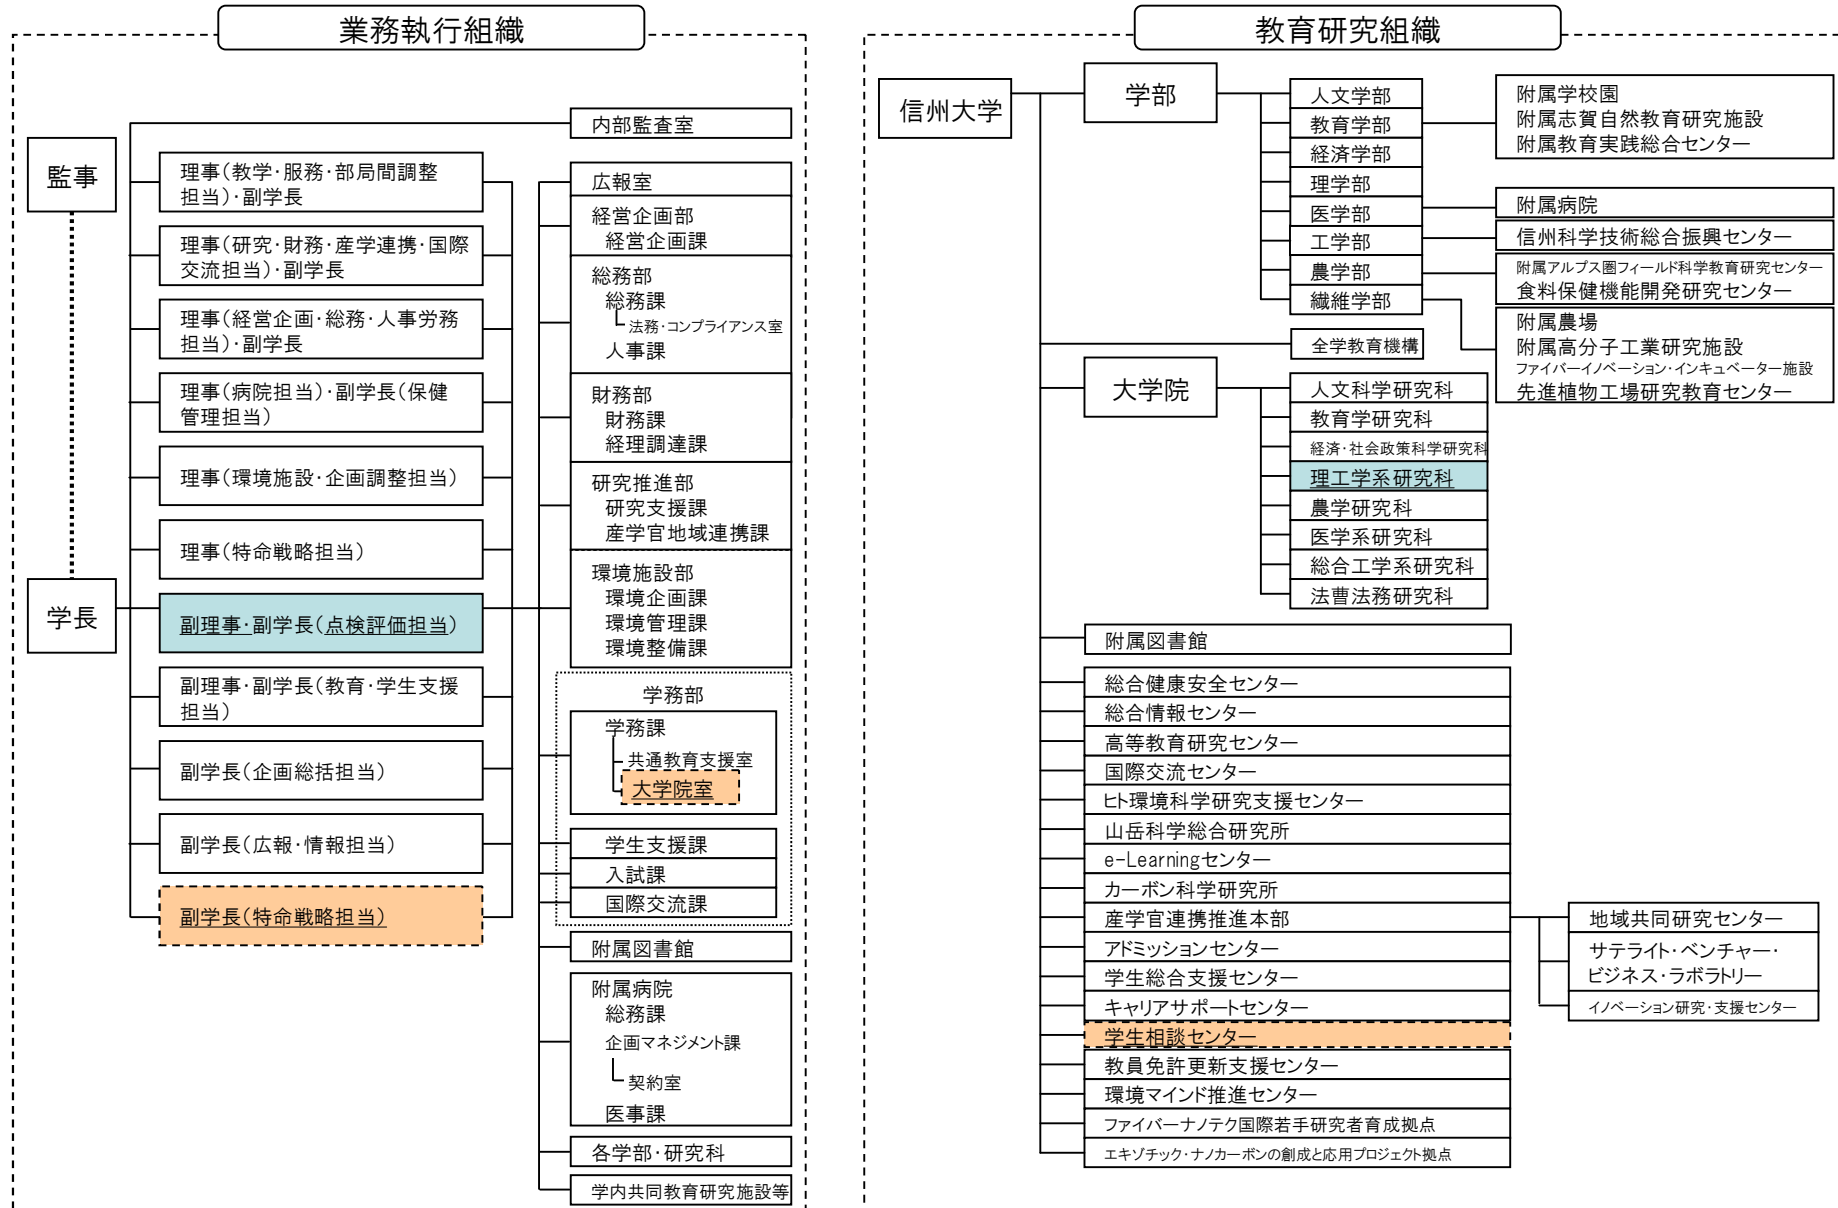 業務執行組織
監事
学長
内部監査室
理事(教学・服務・部局間調整
担当)・副学長
理事(研究・財務・産学連携・国際
交流担当)・副学長
理事(経営企画・総務・人事労務
担当)・副学長
理事(病院担当)・副学長(保健
管理担当)
理事(環境施設・企画調整担当)
理事(特命戦略担当)
副理事・副学長(点検評価担当)
副理事・副学長(教育・学生支援
担当)
副学長(企画総括担当)
副学長(広報・情報担当)
副学長(特命戦略担当)
広報室
経営企画部
経営企画課
総務部
総務課
法務・コンプライアンス室
人事課
財務部
財務課
経理調達課
研究推進部
研究支援課
産学官地域連携課
環境施設部
環境企画課
環境管理課
環境整備課
学務部
学務課
共通教育支援室
大学院室
学生支援課
入試課
国際交流課
附属図書館
附属病院
総務課
企画マネジメント課
契約室
医事課
各学部・研究科
学内共同教育研究施設等
教育研究組織
信州大学
学部
人文学部
教育学部
経済学部
理学部
医学部
工学部
農学部
繊維学部
附属学校園
附属志賀自然教育研究施設
附属教育実践総合センター
附属病院
信州科学技術総合振興センター
附属アルプス圏フィールド科学教育研究センター
食料保健機能開発研究センター
附属農場
附属高分子工業研究施設
ファイバーイノベーション・インキュベーター施設
先進植物工場研究教育センター
全学教育機構
大学院
人文科学研究科
教育学研究科
経済・社会政策科学研究科
理工学系研究科
農学研究科
医学系研究科
総合工学系研究科
法曹法務研究科
附属図書館
総合健康安全センター
総合情報センター
高等教育研究センター
国際交流センター
ヒト環境科学研究支援センター
山岳科学総合研究所
e-Learningセンター
カーボン科学研究所
産学官連携推進本部
アドミッションセンター
学生総合支援センター
キャリアサポートセンター
学生相談センター
教員免許更新支援センター
環境マインド推進センター
ファイバーナノテク国際若手研究者育成拠点
エキゾチック・ナノカーボンの創成と応用プロジェクト拠点
地域共同研究センター
サテライト・ベンチャー・
ビジネス・ラボラトリー
イノベーション研究・支援センター